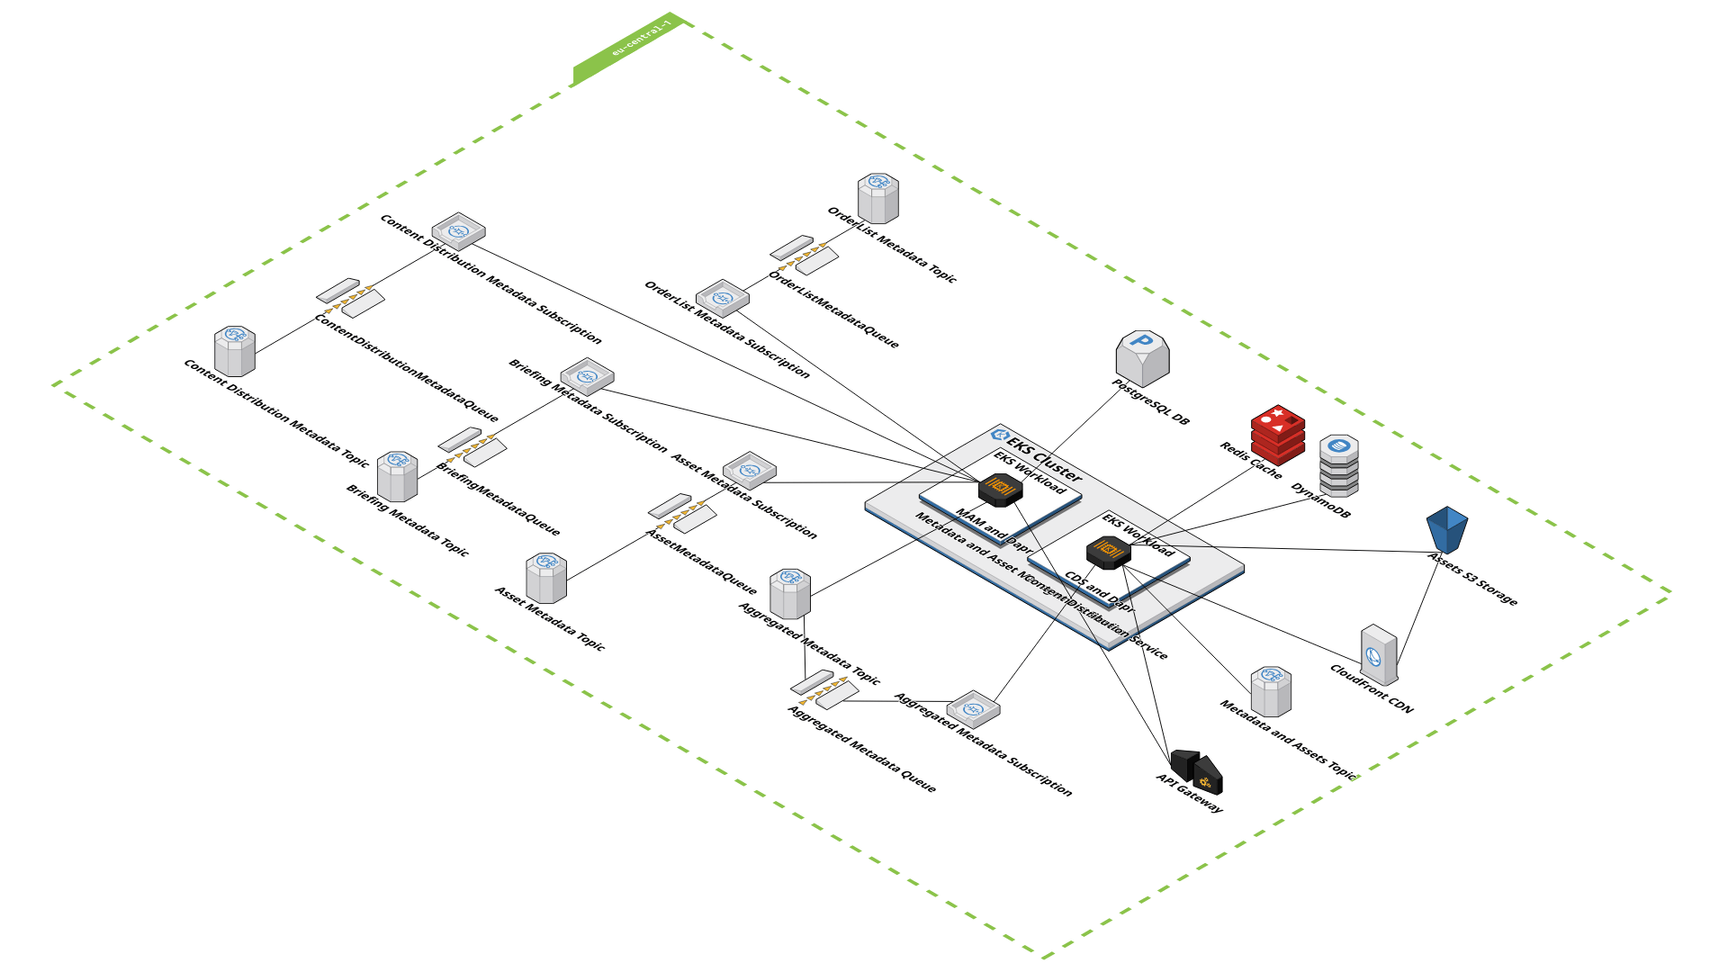 eu-central-1
OrderList Metadata Topic
Content Distribution Metadata Subscription
OrderListMetadataQueue
OrderList Metadata Subscription
ContentDistributionMetadataQueue
Content Distribution Metadata Topic
P
PostgreSQL DB
Briefing Metadata Subscription
BriefingMetadataQueue
Briefing Metadata Topic
Redis Cache
DynamoDB
Asset Metadata Subscription
AssetMetadataQueue
Asset Metadata Topic
EKS Cluster
EKS Workload
MAM and Dapr
Metadata and Asset M
EKS Workload
CDS and Dapr
Content Distribution Service
Assets S3 Storage
Aggregated Metadata Topic
Aggregated Metadata Queue
Aggregated Metadata Subscription
CloudFront CDN
Metadata and Assets Topic
API Gateway